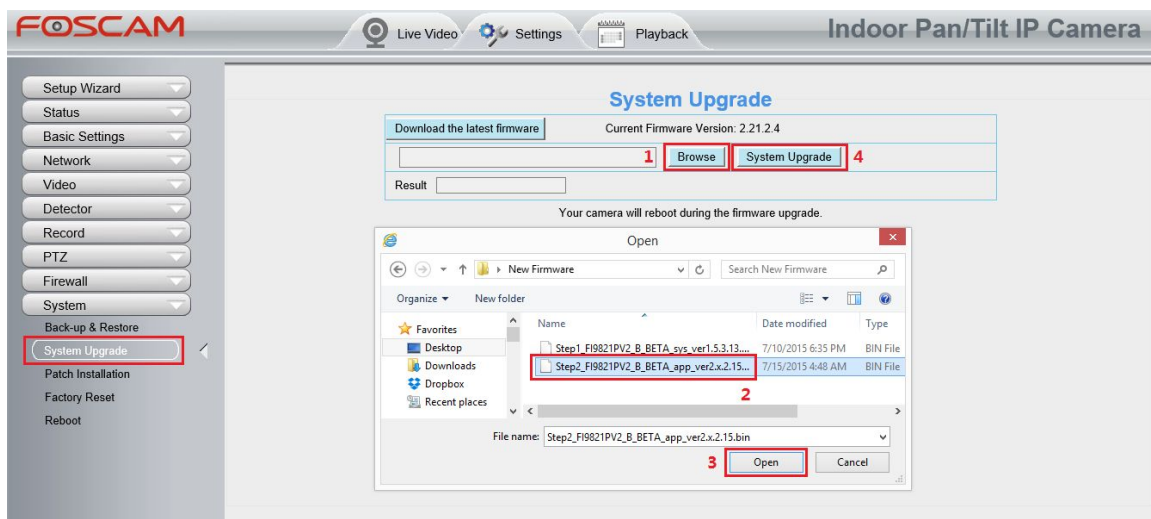 FOSCAM Live Video Settings Playback Indoor Pan/Tilt IP Camera
Setup Wizard
Status
Basic Settings
Network
Video
Detector
Record
PTZ
Firewall
System
Back-up & Restore
System Upgrade
Patch Installation
Factory Reset
Reboot
System Upgrade
Download the latest firmware Current Firmware Version: 2.21.2.4
1 Browse System Upgrade 4
Result
Your camera will reboot during the firmware upgrade.
Open
New Firmware Search New Firmware
Organize New folder
Favorites
Desktop
Downloads
Dropbox
Recent places
Name Date modified Type
Step1_FI9821PV2_B_BETA_sys_ver1.5.3.13.... 7/10/2015 6:35 PM BIN File
Step2_FI9821PV2_B_BETA_app_ver2.x.2.15... 7/15/2015 4:48 AM BIN File
2
File name: Step2_FI9821PV2_B_BETA_app_ver2.x.2.15.bin
3 Open Cancel